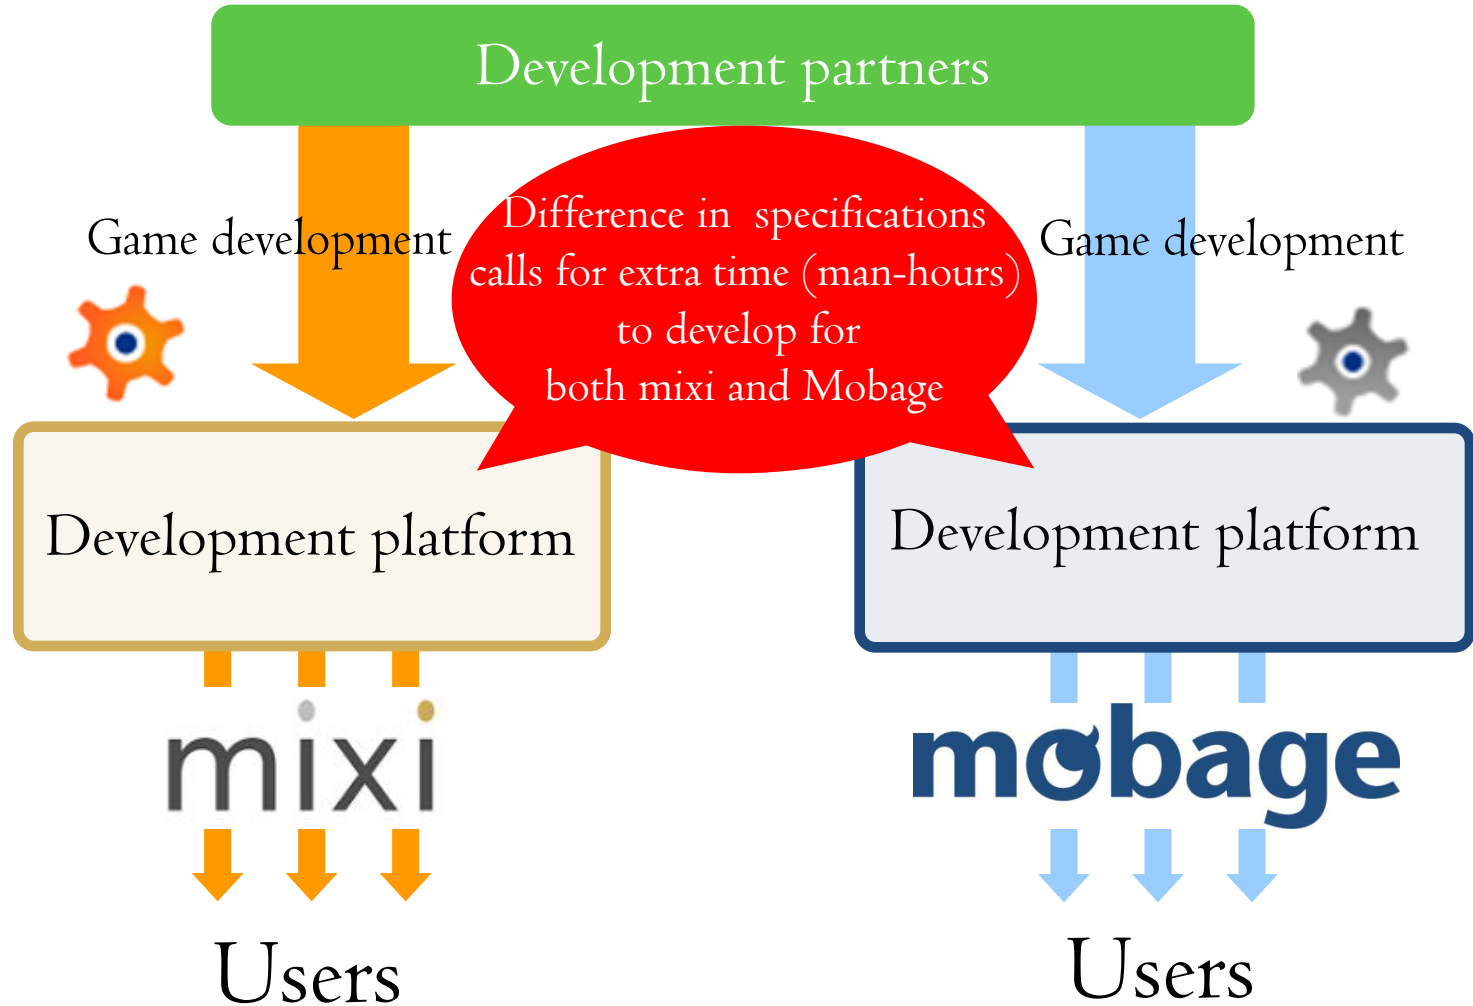 Development partners
Game development
Difference in specifications
calls for extra time (man-hours)
to develop for
both mixi and Mobage
Game development
Development platform
Development platform
mixi
mobage
Users
Users